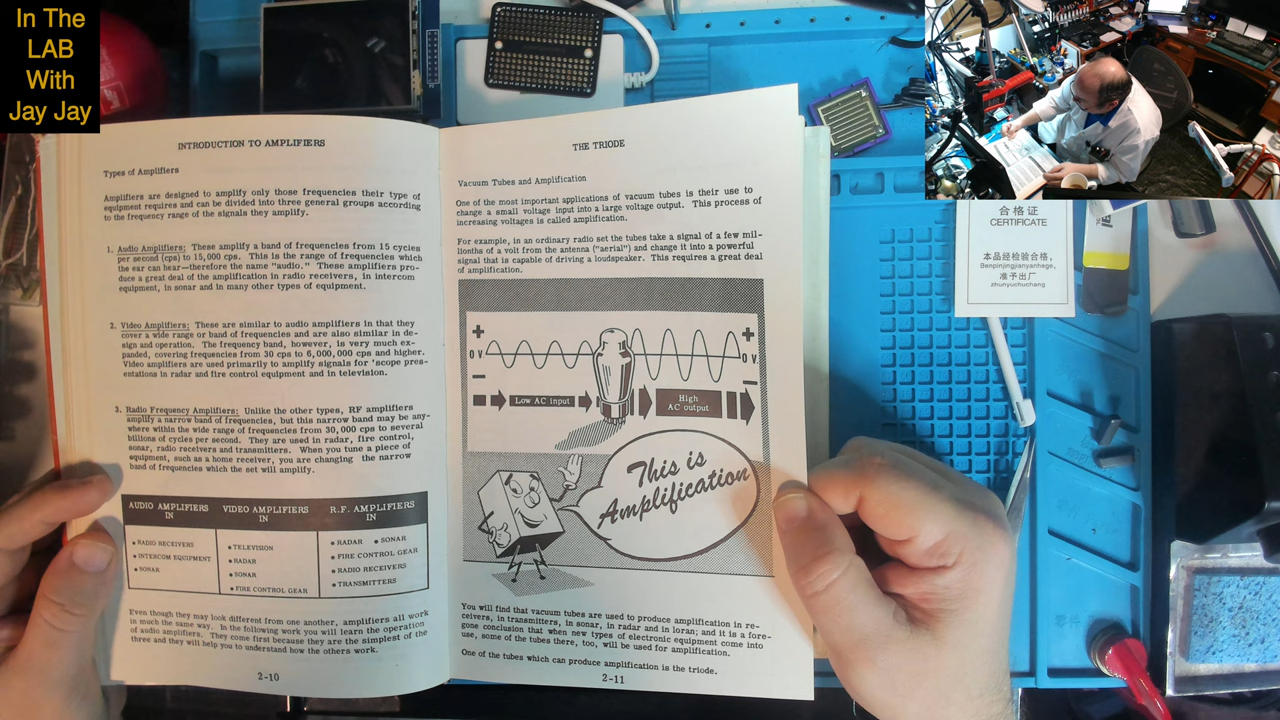 In The
LAB
With
Jay Jay
INTRODUCTION TO AMPLIFIERS
Types of Amplifiers
Amplifiers are designed to amplify only those frequencies their type of
equipment requires and can be divided into three general groups according
to the frequency range of the signals they amplify.
1. Audio Amplifiers: These amplify a band of frequencies from 15 cycles
per second (cps) to 15,000 cps. This is the range of frequencies which
the ear can hear—therefore the name "audio." These amplifiers pro-
duce a great deal of the amplification in radio receivers, in intercom
equipment, in sonar and in many other types of equipment.
2. Video Amplifiers: These are similar to audio amplifiers in that they
cover a wide range or band of frequencies and are also similar in de-
sign and operation. The frequency band, however, is very much ex-
panded, covering frequencies from 30 cps to 6,000,000 cps and higher.
Video amplifiers are used primarily to amplify signals for 'scope pres-
entations in radar and fire control equipment and in television.
3. Radio Frequency Amplifiers: Unlike the other types, RF amplifiers
amplify a narrow band of frequencies, but this narrow band may be any-
where within the wide range of frequencies from 30,000 cps to several
billions of cycles per second. They are used in radar, fire control,
sonar, radio receivers and transmitters. When you tune a piece of
equipment, such as a home receiver, you are changing the narrow
band of frequencies which the set will amplify.
AUDIO AMPLIFIERS IN
• RADIO RECEIVERS
• INTERCOM EQUIPMENT
• SONAR
VIDEO AMPLIFIERS IN
• TELEVISION
• RADAR
• SONAR
• FIRE CONTROL GEAR
R.F. AMPLIFIERS IN
• RADAR • SONAR
• FIRE CONTROL GEAR
• RADIO RECEIVERS
• TRANSMITTERS
Even though they may look different from one another, amplifiers all work
in much the same way. In the following work you will learn the operation
of audio amplifiers. They come first because they are the simplest of the
three and they will help you to understand how the others work.
2-10
THE TRIODE
Vacuum Tubes and Amplification
One of the most important applications of vacuum tubes is their use to
change a small voltage input into a large voltage output. This process of
increasing voltages is called amplification.
For example, in an ordinary radio set the tubes take a signal of a few mil-
lionths of a volt from the antenna ("aerial") and change it into a powerful
signal that is capable of driving a loudspeaker. This requires a great deal
of amplification.
+
0 V
−
+
0 V.
−
Low AC input
High
AC output
This is
Amplification
You will find that vacuum tubes are used to produce amplification in re-
ceivers, in transmitters, in sonar, in radar and in loran; and it is a fore-
gone conclusion that when new types of electronic equipment come into
use, some of the tubes there, too, will be used for amplification.
One of the tubes which can produce amplification is the triode.
2-11
合格证
CERTIFICATE
本品经检验合格，
Benpinjingjianyanhege,
准予出厂
zhunyuchuchang